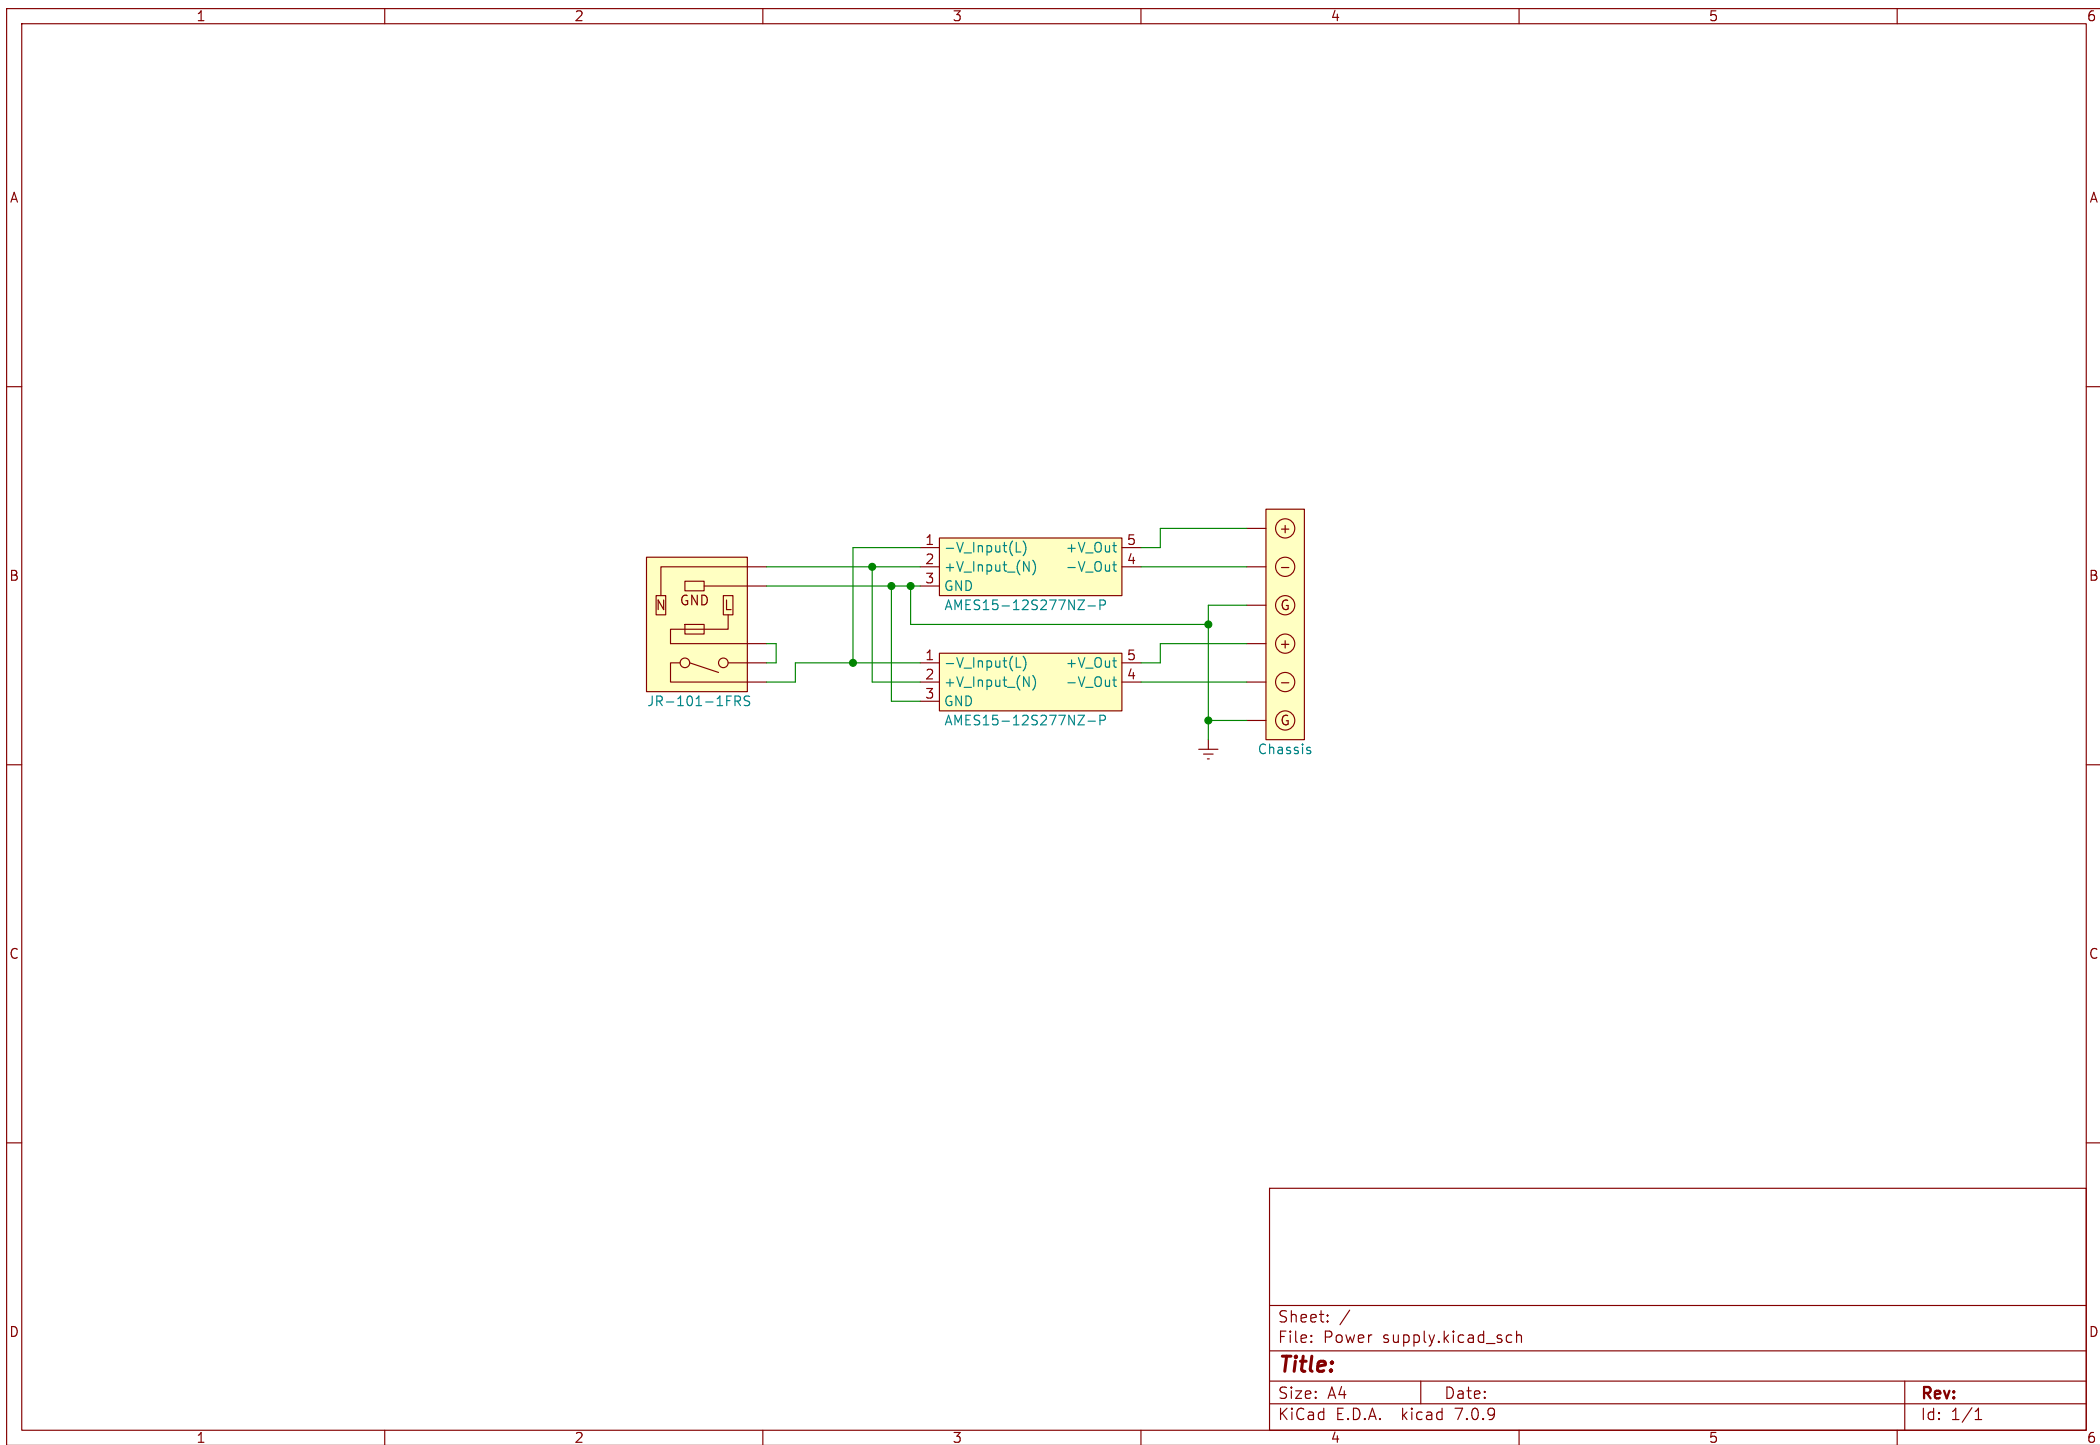 1 2 3 4 5 6
A A
+
1 -V_Input(L) +V_Out 5
2 +V_Input_(N) -V_Out 4
3 GND
AMES15-12S277NZ-P
-
B B
GND
N L
G
+
1 -V_Input(L) +V_Out 5
2 +V_Input_(N) -V_Out 4
3 GND
AMES15-12S277NZ-P
-
JR-101-1FRS
G
Chassis
C C
Sheet: /
File: Power supply.kicad_sch
D D
Title:
Size: A4 Date: Rev:
KiCad E.D.A. kicad 7.0.9 Id: 1/1
1 2 3 4 5 6